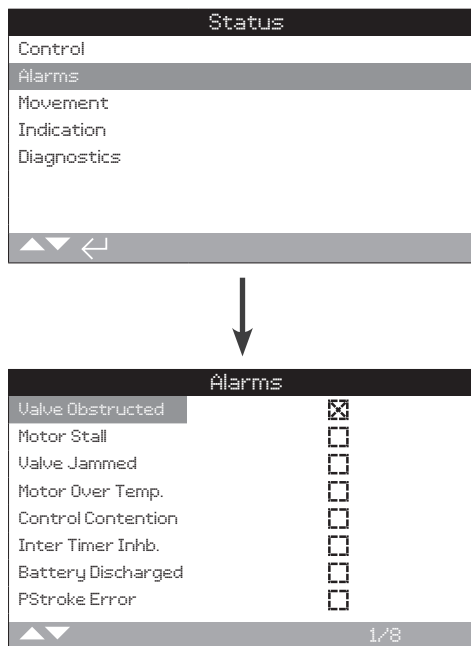 Status
Control
Alarms
Movement
Indication
Diagnostics
Alarms
Valve Obstructed
Motor Stall
Valve Jammed
Motor Over Temp.
Control Contention
Inter Timer Inhb.
Battery Discharged
PStroke Error
1/8